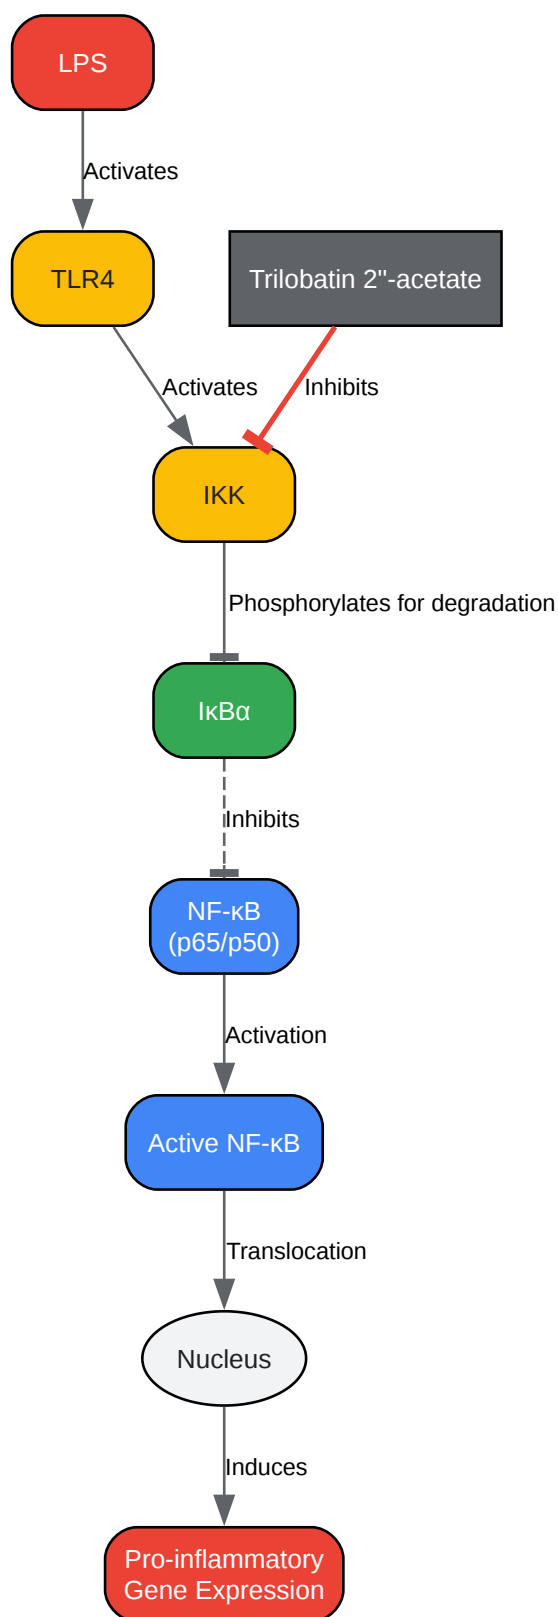 LPS
Activates
TLR4
Trilobatin 2"-acetate
Activates
Inhibits
IKK
Phosphorylates for degradation
IκBα
Inhibits
NF-κB
(p65/p50)
Activation
Active NF-κB
Translocation
Nucleus
Induces
Pro-inflammatory
Gene Expression